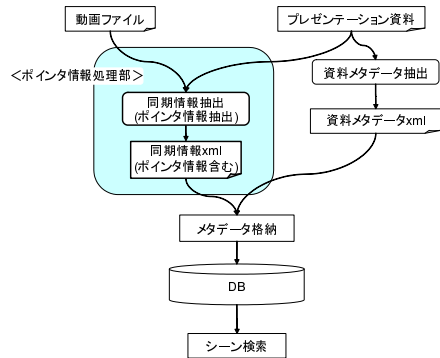 動画ファイル
プレゼンテーション資料
<ポインタ情報処理部>
資料メタデータ抽出
同期情報抽出
(ポインタ情報抽出)
資料メタデータxml
同期情報xml
(ポインタ情報含む)
メタデータ格納
DB
シーン検索